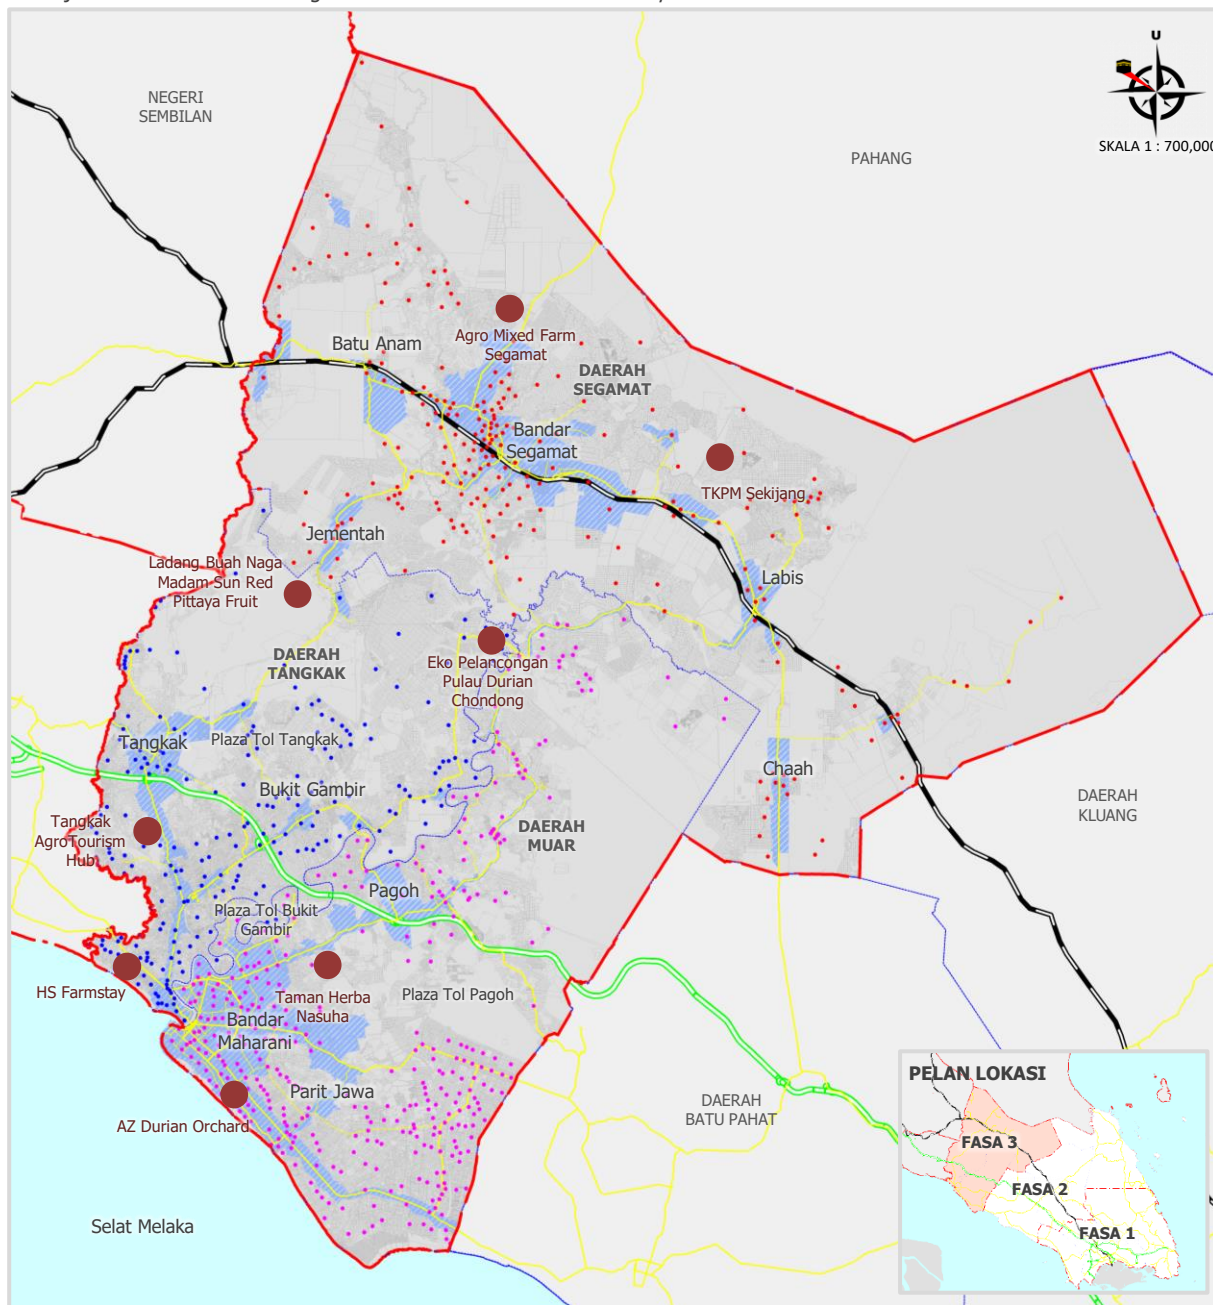 U
SKALA 1 : 700,000
NEGERI
SEMBILAN
PAHANG
Batu Anam
Agro Mixed Farm
Segamat
DAERAH
SEGAMAT
Bandar
Segamat
TKPM Sekijang
Jementah
Ladang Buah Naga
Madam Sun Red
Pittaya Fruit
Labis
DAERAH
TANGKAK
Eko Pelancongan
Pulau Durian
Chondong
Tangkak
Plaza Tol Tangkak
Bukit Gambir
Chaah
DAERAH
KLUANG
Tangkak
AgroTourism
Hub
DAERAH
MUAR
Pagoh
Plaza Tol Bukit
Gambir
HS Farmstay
Taman Herba
Nasuha
Plaza Tol Pagoh
Bandar
Maharani
Parit Jawa
AZ Durian Orchard
DAERAH
BATU PAHAT
Selat Melaka
PELAN LOKASI
FASA 3
FASA 2
FASA 1